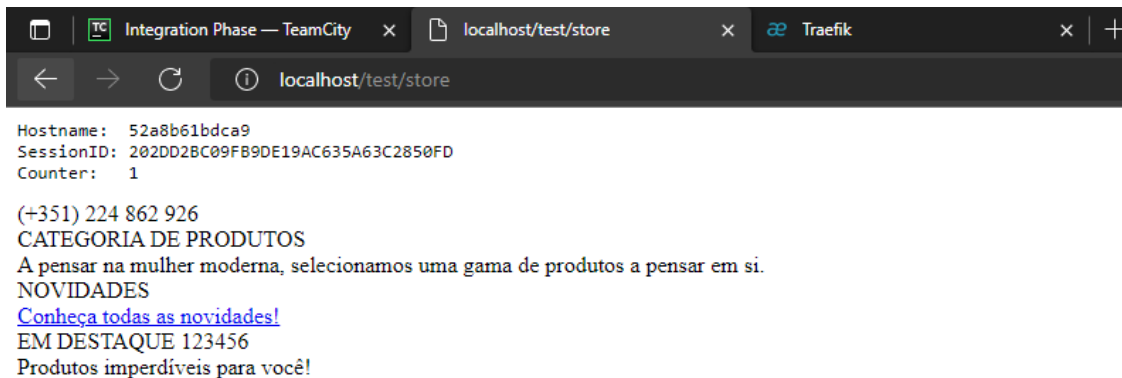 Integration Phase — TeamCity
localhost/test/store
Traefik
localhost/test/store
Hostname: 52a8b61bdca9
SessionID: 202DD2BC09FB9DE19AC635A63C2850FD
Counter: 1
(+351) 224 862 926
CATEGORIA DE PRODUTOS
A pensar na mulher moderna, selecionamos uma gama de produtos a pensar em si.
NOVIDADES
Conheça todas as novidades!
EM DESTAQUE 123456
Produtos imperdíveis para você!